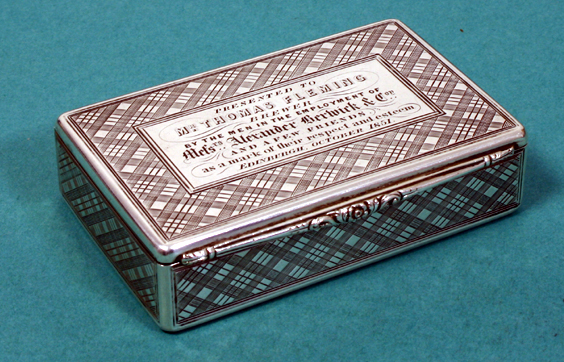 PRESENTED TO
Mr. THOMAS FLEMING
BREWER
BY THE MEN IN THE EMPLOYMENT OF
Messrs. Alexander Berwick & Co.
AND A FEW FRIENDS
as a mark of their respect and esteem
EDINBURGH, OCTOBER 1851.